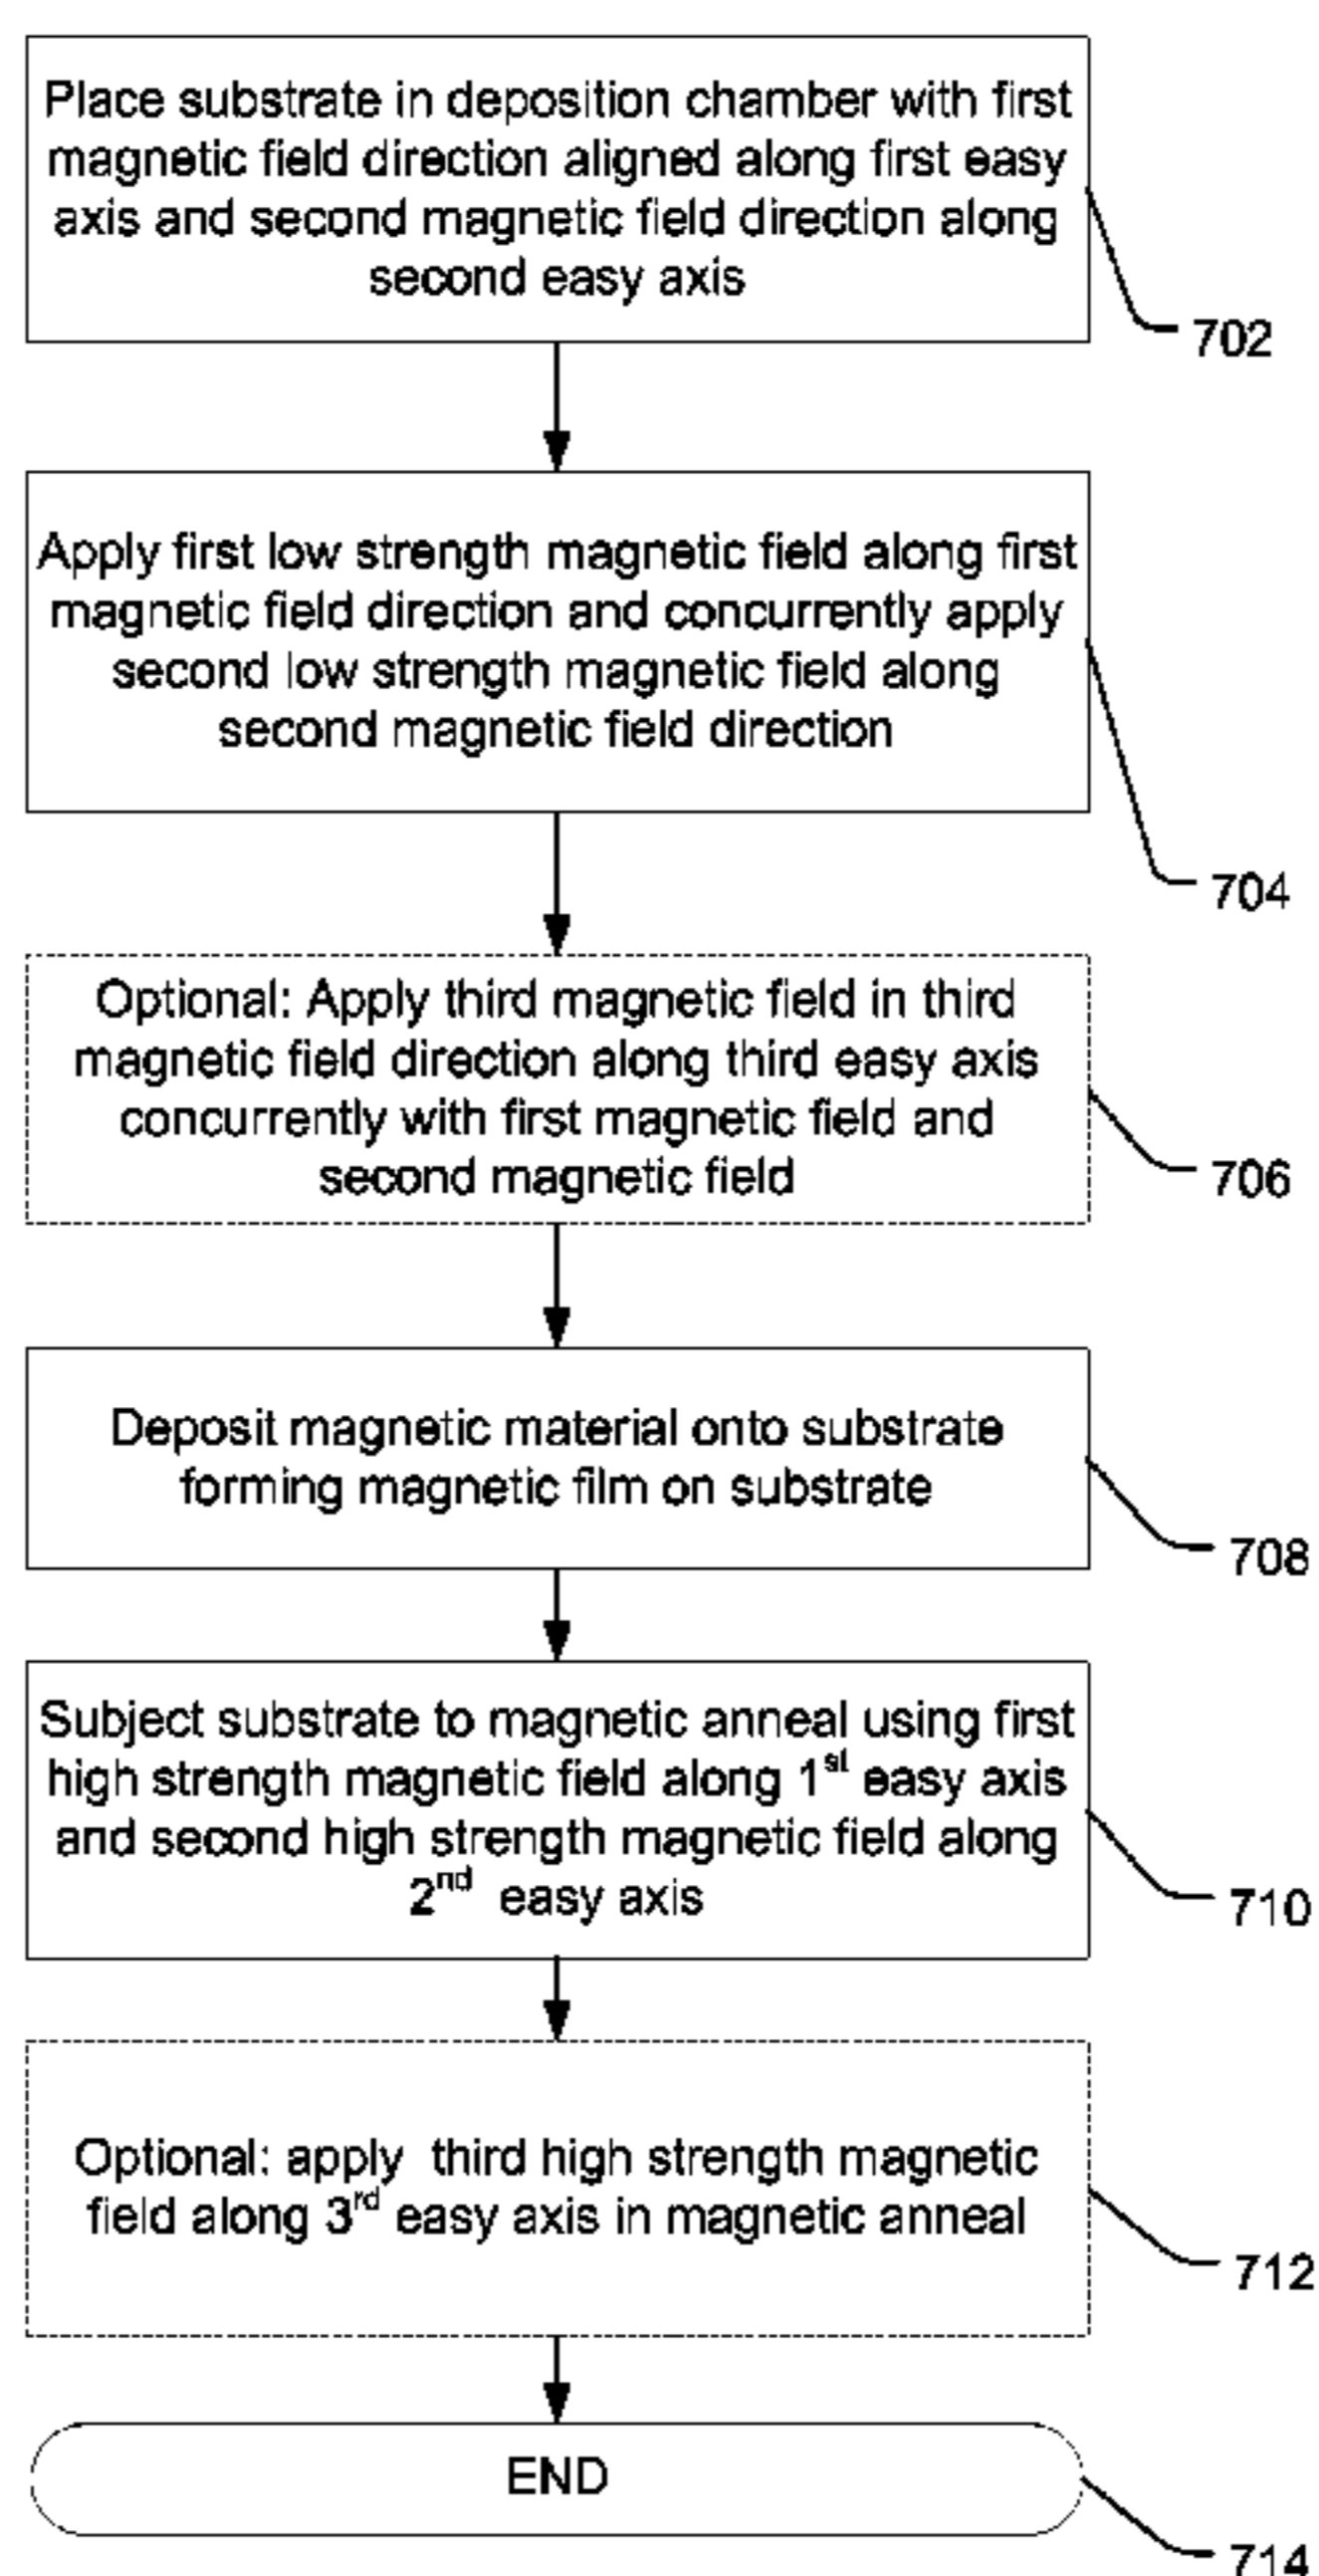 Place substrate in deposition chamber with first
magnetic field direction aligned along first easy
axis and second magnetic field direction along
second easy axis
702
Apply first low strength magnetic field along first
magnetic field direction and concurrently apply
second low strength magnetic field along
second magnetic field direction
704
Optional: Apply third magnetic field in third
magnetic field direction along third easy axis
concurrently with first magnetic field and
second magnetic field
706
Deposit magnetic material onto substrate
forming magnetic film on substrate
708
Subject substrate to magnetic anneal using first
high strength magnetic field along 1st easy axis
and second high strength magnetic field along
2nd easy axis
710
Optional: apply third high strength magnetic
field along 3rd easy axis in magnetic anneal
712
END
714